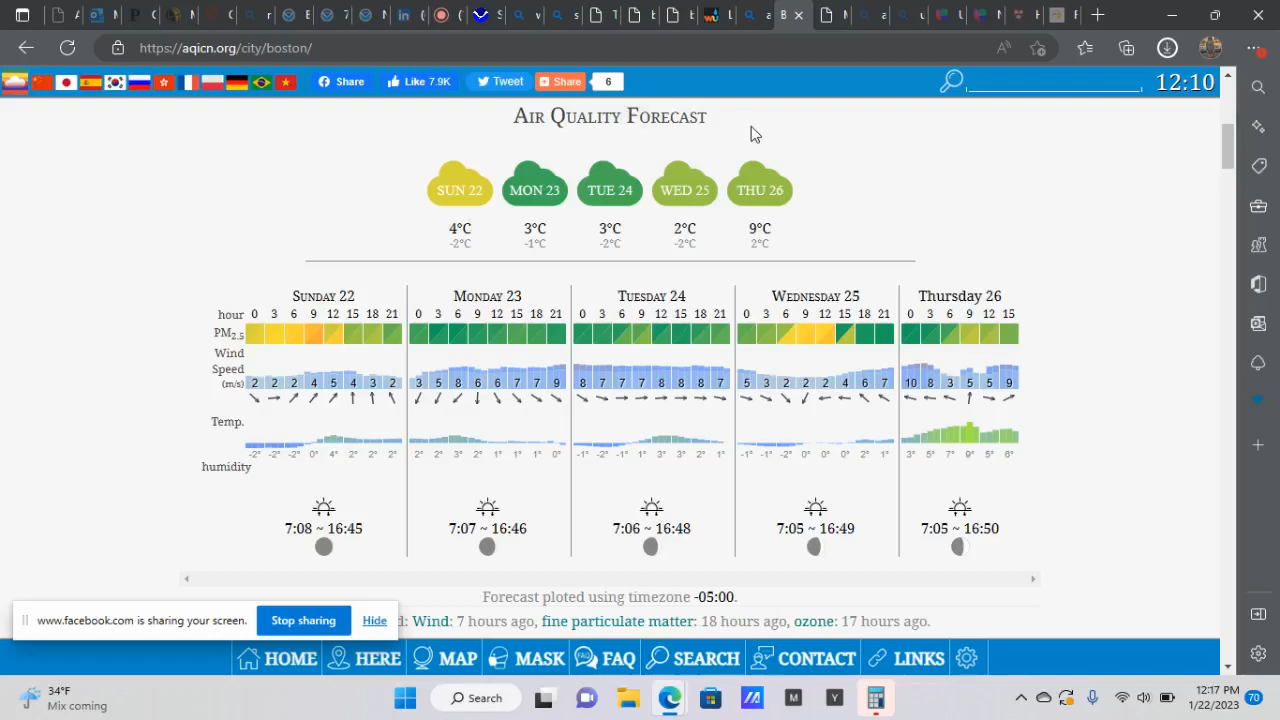 A
M
P
M
C
r
E
7
N
(
(
S
w
s
T
b
T
b
L
a
B
M
a
u
L
N
F
https://aqicn.org/city/boston/
Share
Like 7.9K
Tweet
Share
6
12:10
AIR QUALITY FORECAST
SUN 22 MON 23 TUE 24 WED 25 THU 26
4°C 3°C 3°C 2°C 9°C
-2°C -1°C -2°C -2°C 2°C
SUNDAY 22 MONDAY 23 TUESDAY 24 WEDNESDAY 25 Thursday 26
hour 0 3 6 9 12 15 18 21 0 3 6 9 12 15 18 21 0 3 6 9 12 15 18 21 0 3 6 9 12 15 18 21 0 3 6 9 12 15
PM2.5
Wind
Speed
(m/s) 2 2 2 4 5 4 3 2 3 5 8 6 6 7 7 9 8 7 7 7 8 8 8 7 5 3 2 2 2 4 6 7 10 8 3 5 5 9
Temp.
-2° -2° -2° 0° 4° 2° 2° 2° 2° 2° 3° 2° 1° 1° 1° 0° -1° -2° -1° 1° 3° 3° 2° 1° -1° -1° -2° 0° 0° 0° 2° 1° 3° 5° 7° 9° 5° 6°
humidity
7:08 ~ 16:45 7:07 ~ 16:46 7:06 ~ 16:48 7:05 ~ 16:49 7:05 ~ 16:50
Forecast ploted using timezone -05:00.
www.facebook.com is sharing your screen. Stop sharing Hide
d: Wind: 7 hours ago, fine particulate matter: 18 hours ago, ozone: 17 hours ago.
HOME HERE MAP MASK FAQ SEARCH CONTACT LINKS
34°F
Mix coming
Search
M
Y
12:17 PM
1/22/2023
70